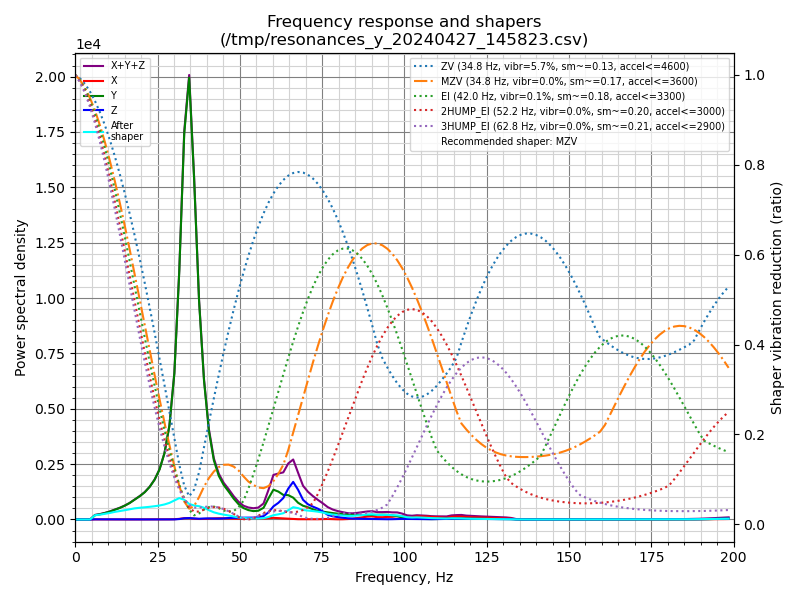 Frequency response and shapers
(/tmp/resonances_y_20240427_145823.csv)
1e4
X+Y+Z
X
Y
Z
After
shaper
ZV (34.8 Hz, vibr=5.7%, sm~=0.13, accel<=4600)
MZV (34.8 Hz, vibr=0.0%, sm~=0.17, accel<=3600)
EI (42.0 Hz, vibr=0.1%, sm~=0.18, accel<=3300)
2HUMP_EI (52.2 Hz, vibr=0.0%, sm~=0.20, accel<=3000)
3HUMP_EI (62.8 Hz, vibr=0.0%, sm~=0.21, accel<=2900)
Recommended shaper: MZV
Power spectral density
2.00
1.75
1.50
1.25
1.00
0.75
0.50
0.25
0.00
1.0
0.8
0.6
0.4
0.2
0.0
Shaper vibration reduction (ratio)
0 25 50 75 100 125 150 175 200
Frequency, Hz